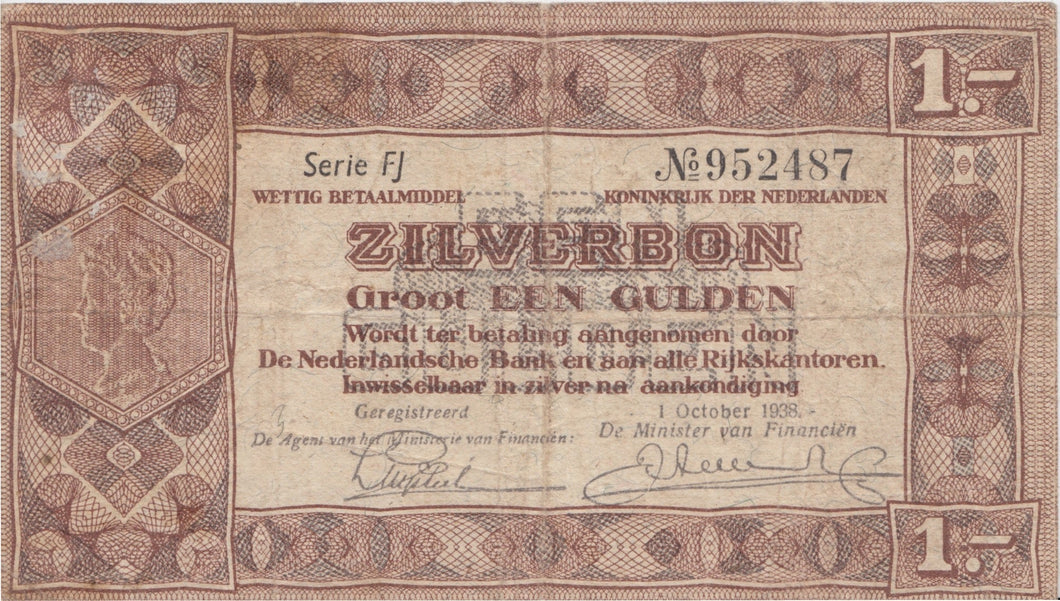 1.-
Serie FJ № 952487
WETTIG BETAALMIDDEL KONINKRIJK DER NEDERLANDEN
ZILVERBON
Groot EEN GULDEN
Wordt ter betaling aangenomen door
De Nederlandsche Bank en aan alle Rijkskantoren.
Inwisselbaar in zilver na aankondiging
Geregistreerd 1 October 1938.-
De Agent van het Ministerie van Financiën: De Minister van Financiën
1.-